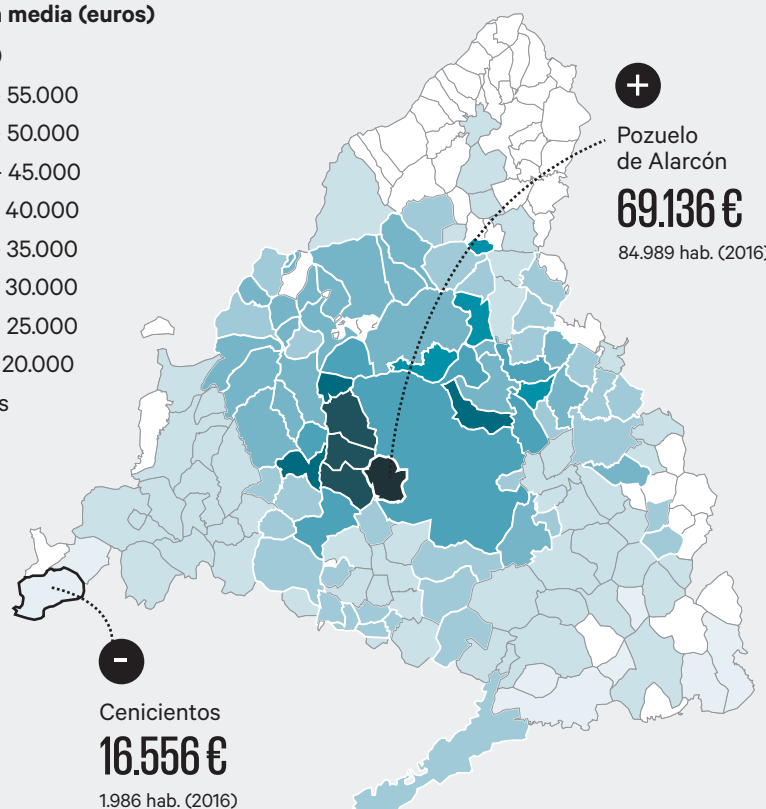 media (euros)
55.000
50.000
45.000
40.000
35.000
30.000
25.000
20.000
+
Pozuelo
de Alarcón
69.136 €
84.989 hab. (2016)
-
Cenicientos
16.556 €
1.986 hab. (2016)